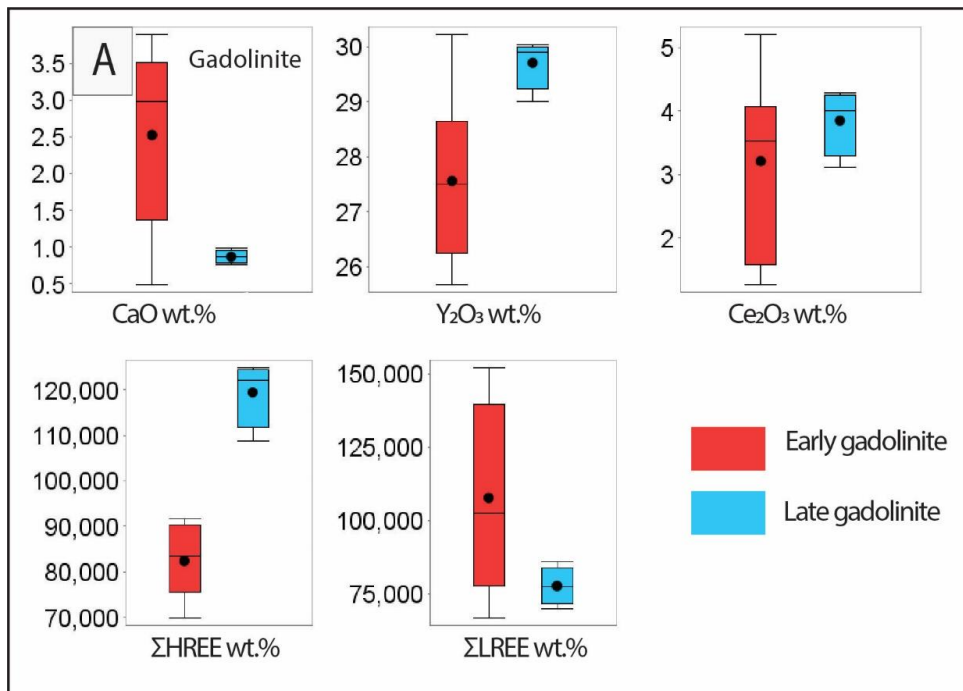 A
Gadolinite
3.5
3.0
2.5
2.0
1.5
1.0
0.5
CaO wt.%
30
29
28
27
26
Y₂O₃ wt.%
5
4
3
2
Ce₂O₃ wt.%
120,000
110,000
100,000
90,000
80,000
70,000
ΣHREE wt.%
150,000
125,000
100,000
75,000
ΣLREE wt.%
Early gadolinite
Late gadolinite